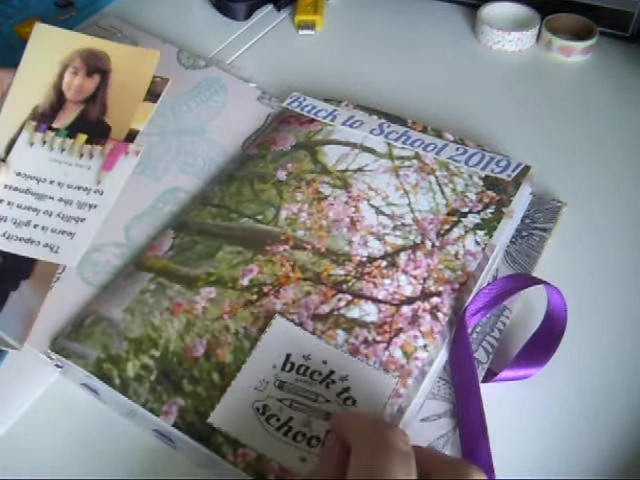 Back to School 2019!
back to
school
The capacity
learn is a gift, th
ability to learn is a
skill, the willingness
to learn is a choice.